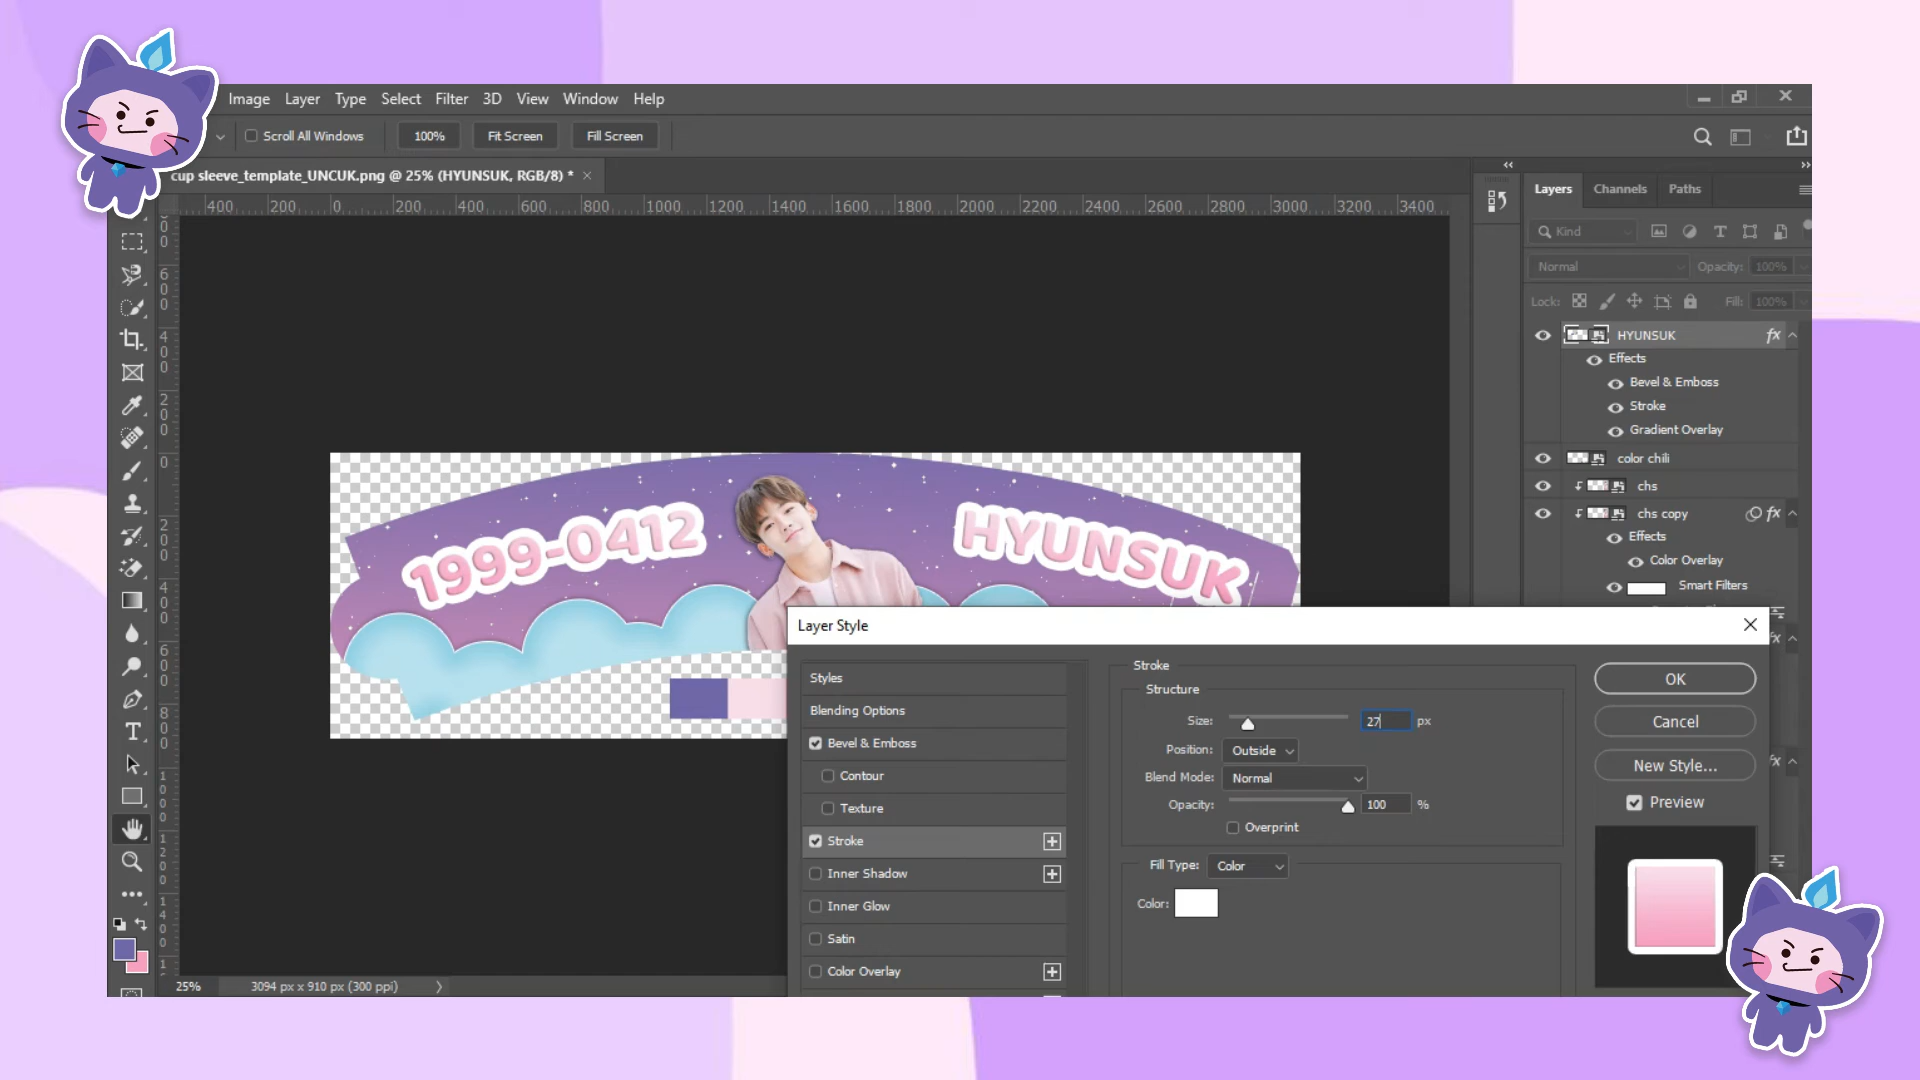 Image Layer Type Select Filter 3D View Window Help
Scroll All Windows 100% Fit Screen Fill Screen
cup sleeve_template_UNCUK.png @ 25% (HYUNSUK, RGB/8) * ×
400 200 0 200 400 600 800 1000 1200 1400 1600 1800 2000 2200 2400 2600 2800 3000 3200 3400
Layers Channels Paths
Kind
Normal Opacity: 100%
Lock: Fill: 100%
HYUNSUK fx
Effects
Bevel & Emboss
Stroke
Gradient Overlay
color chili
chs
chs copy fx
Effects
Color Overlay
Smart Filters
1999-0412
HYUNSUK
Layer Style
Styles
Blending Options
Bevel & Emboss
Contour
Texture
Stroke
Inner Shadow
Inner Glow
Satin
Color Overlay
Stroke
Structure
Size: 27 px
Position: Outside
Blend Mode: Normal
Opacity: 100 %
Overprint
Fill Type: Color
Color:
OK
Cancel
New Style...
Preview
25% 3094 px x 910 px (300 ppi)